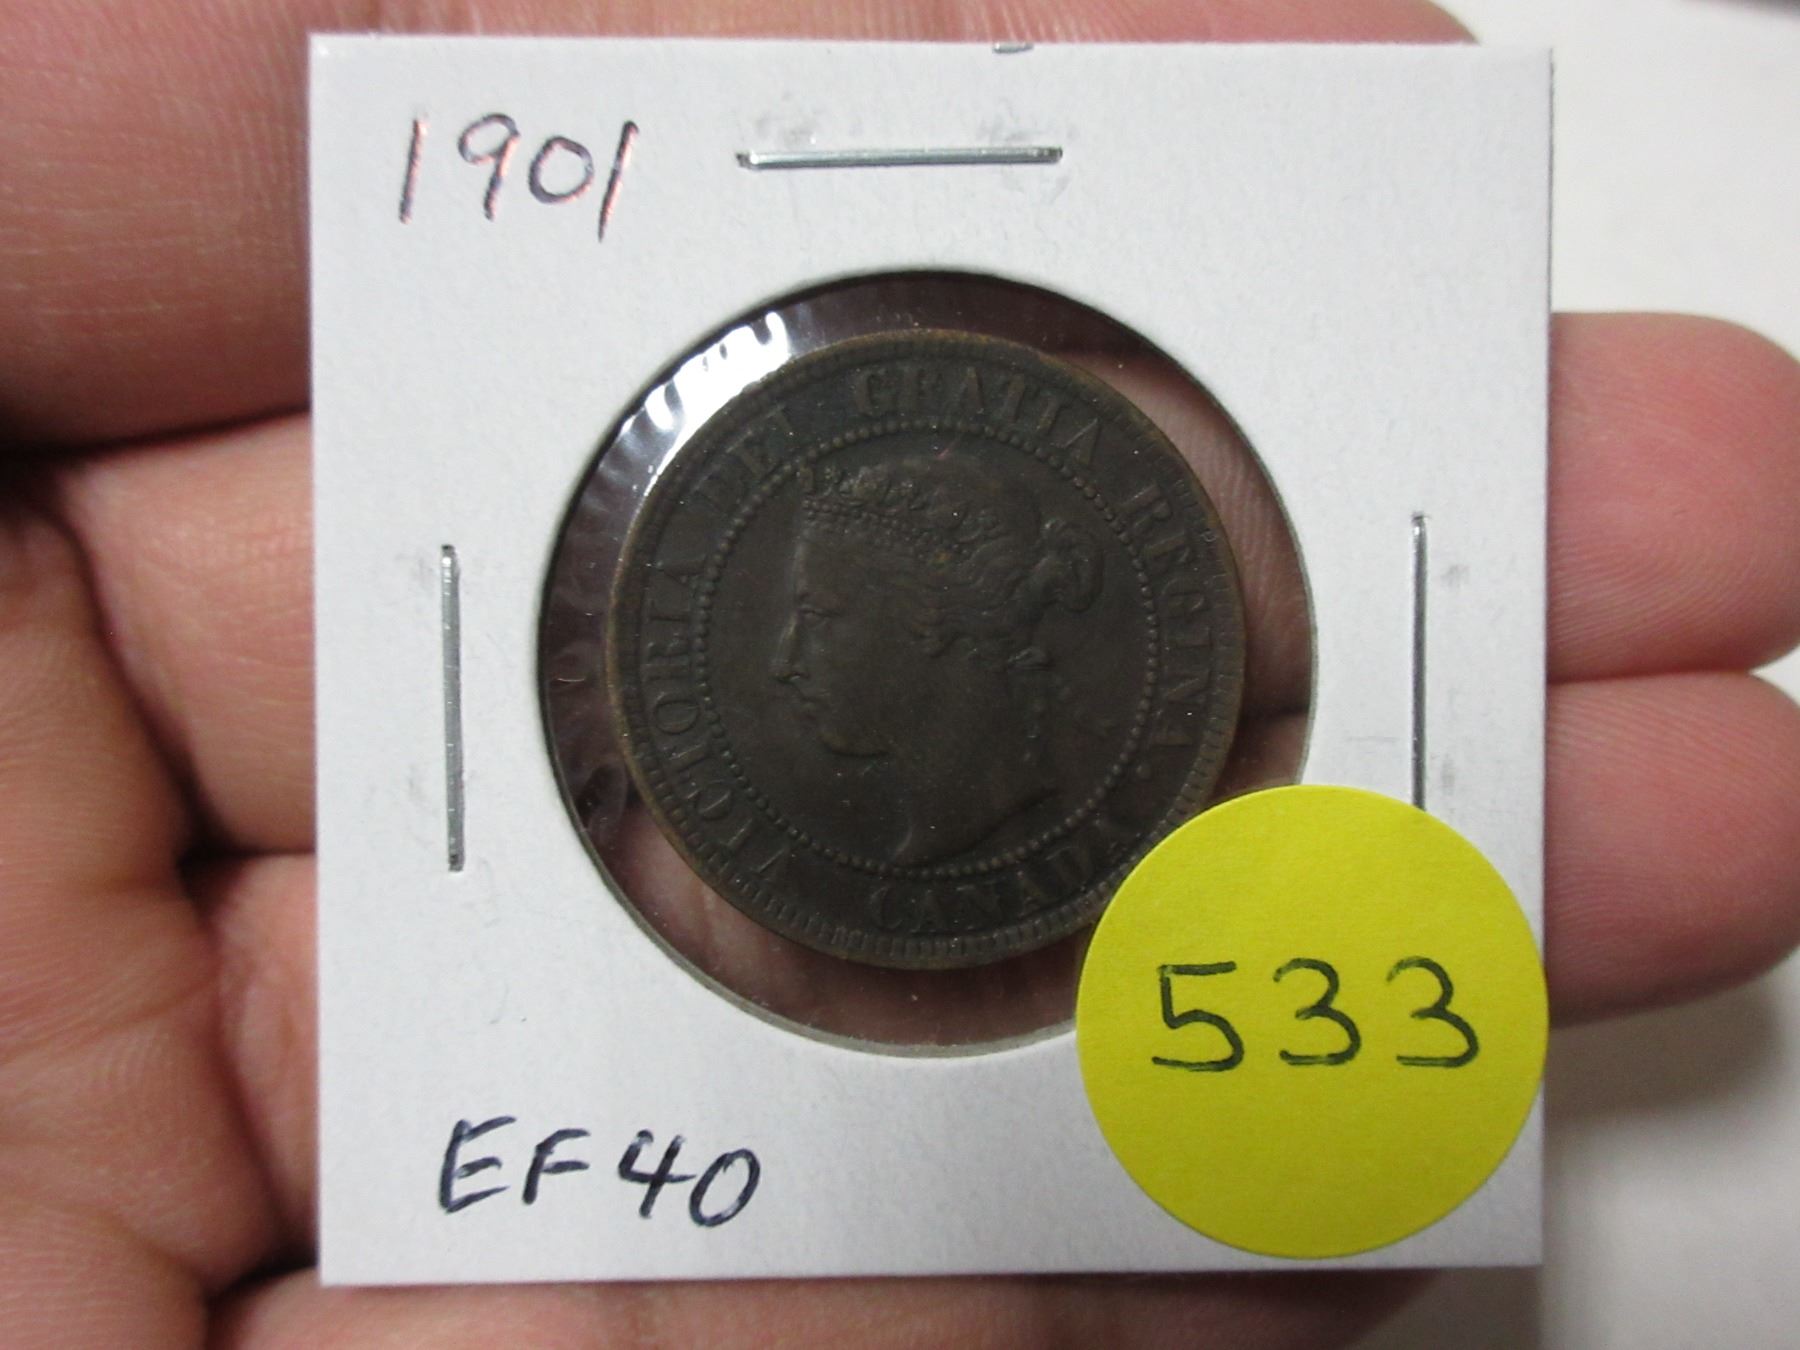 1901
VICTORIA DEI GRATIA REGINA.
CANADA
533
EF40